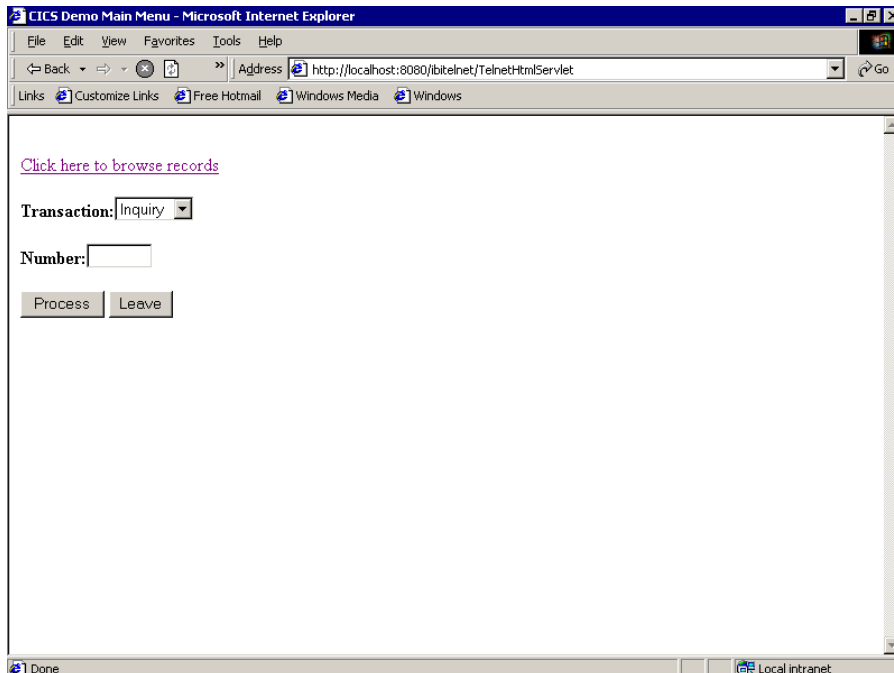 CICS Demo Main Menu - Microsoft Internet Explorer
File Edit View Favorites Tools Help
Back » Address http://localhost:8080/ibitelnet/TelnetHtmlServlet Go
Links Customize Links Free Hotmail Windows Media Windows
Click here to browse records
Transaction: Inquiry
Number:
Process Leave
Done Local intranet